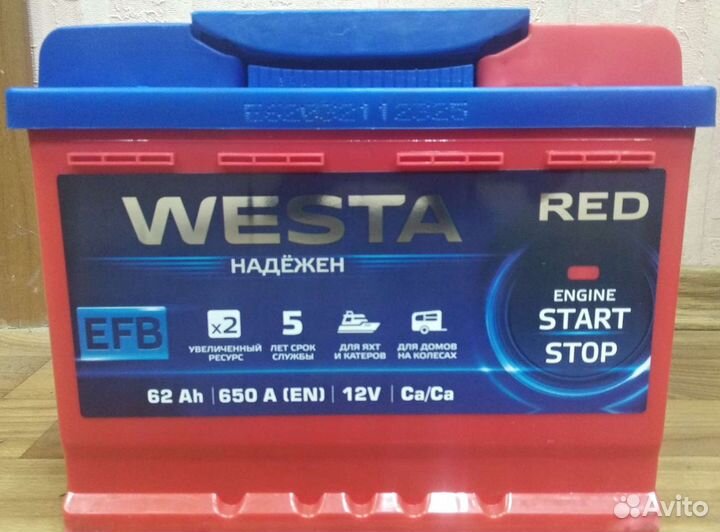 WESTA
RED
НАДЁЖЕН
EFB
x2
УВЕЛИЧЕННЫЙ
РЕСУРС
5
ЛЕТ СРОК
СЛУЖБЫ
ДЛЯ ЯХТ
И КАТЕРОВ
ДЛЯ ДОМОВ
НА КОЛЕСАХ
ENGINE
START
STOP
62 Ah | 650 A (EN) | 12V | Ca/Ca
Avito